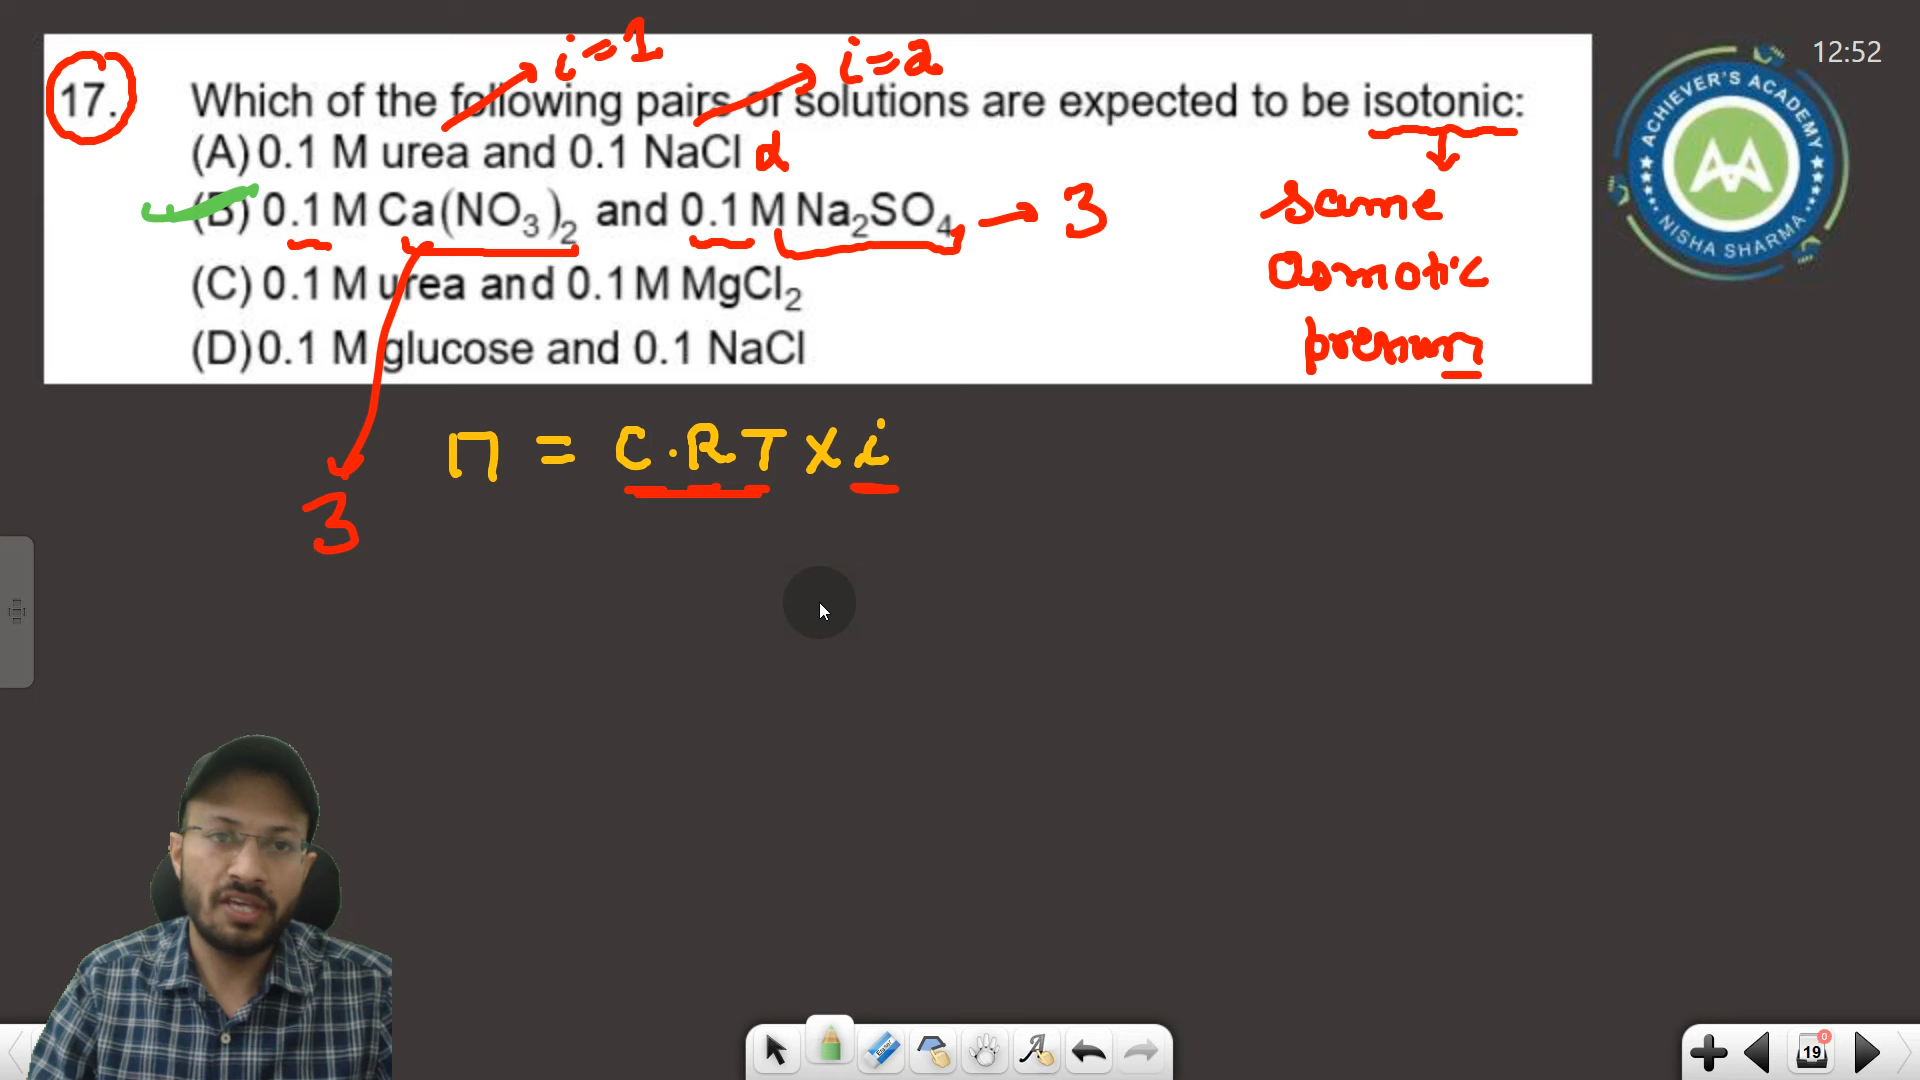 i=1
i=2
12:52
17. Which of the following pairs of solutions are expected to be isotonic:
(A) 0.1 M urea and 0.1 NaCl
(B) 0.1 M Ca(NO₃)₂ and 0.1 M Na₂SO₄ → 3
(C) 0.1 M urea and 0.1 M MgCl₂
(D) 0.1 M glucose and 0.1 NaCl
same
osmotic
ACHIEVER'S ACADEMY
NISHA SHARMA
Π = C·RT × i
3
Eraser
A
19
0